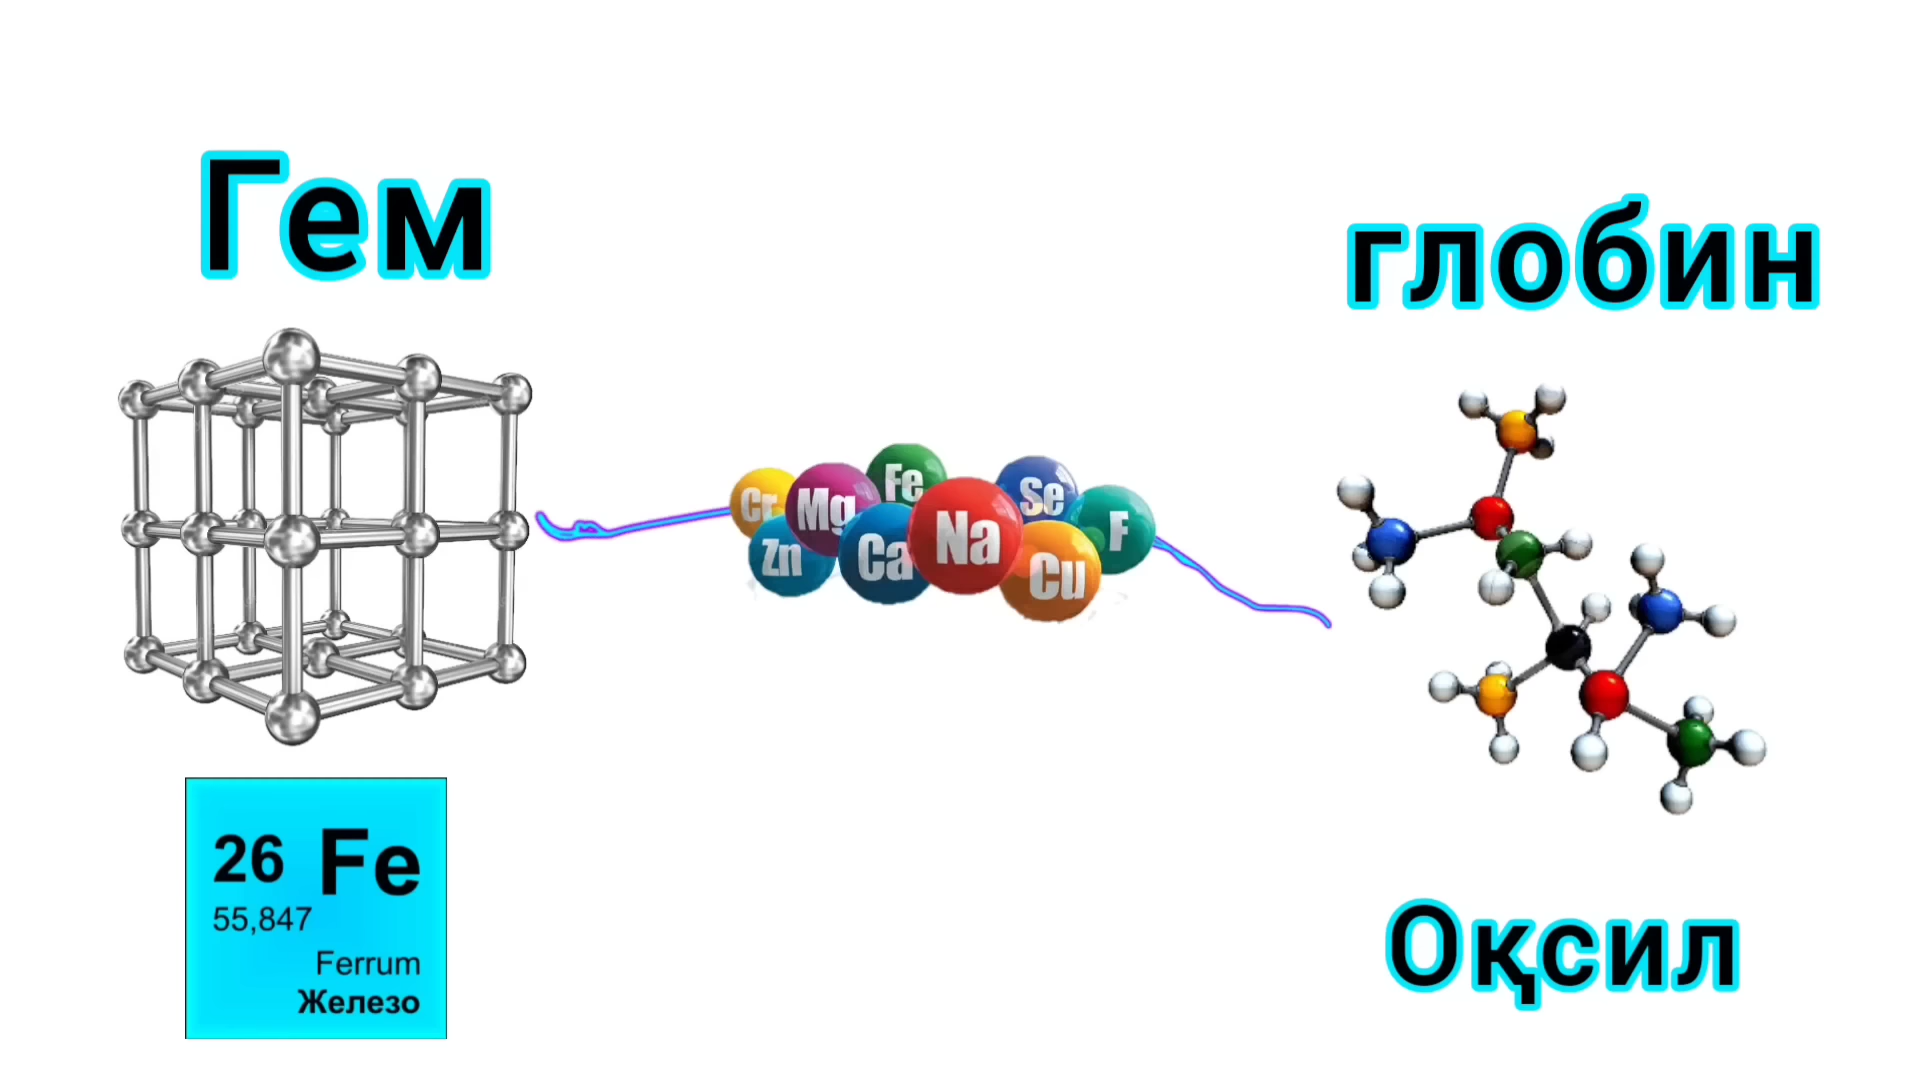 Гем
глобин
Cr
Mg
Fe
Se
F
Zn
Ca
Na
Cu
26 Fe
55,847
Ferrum
Железо
Оқсил